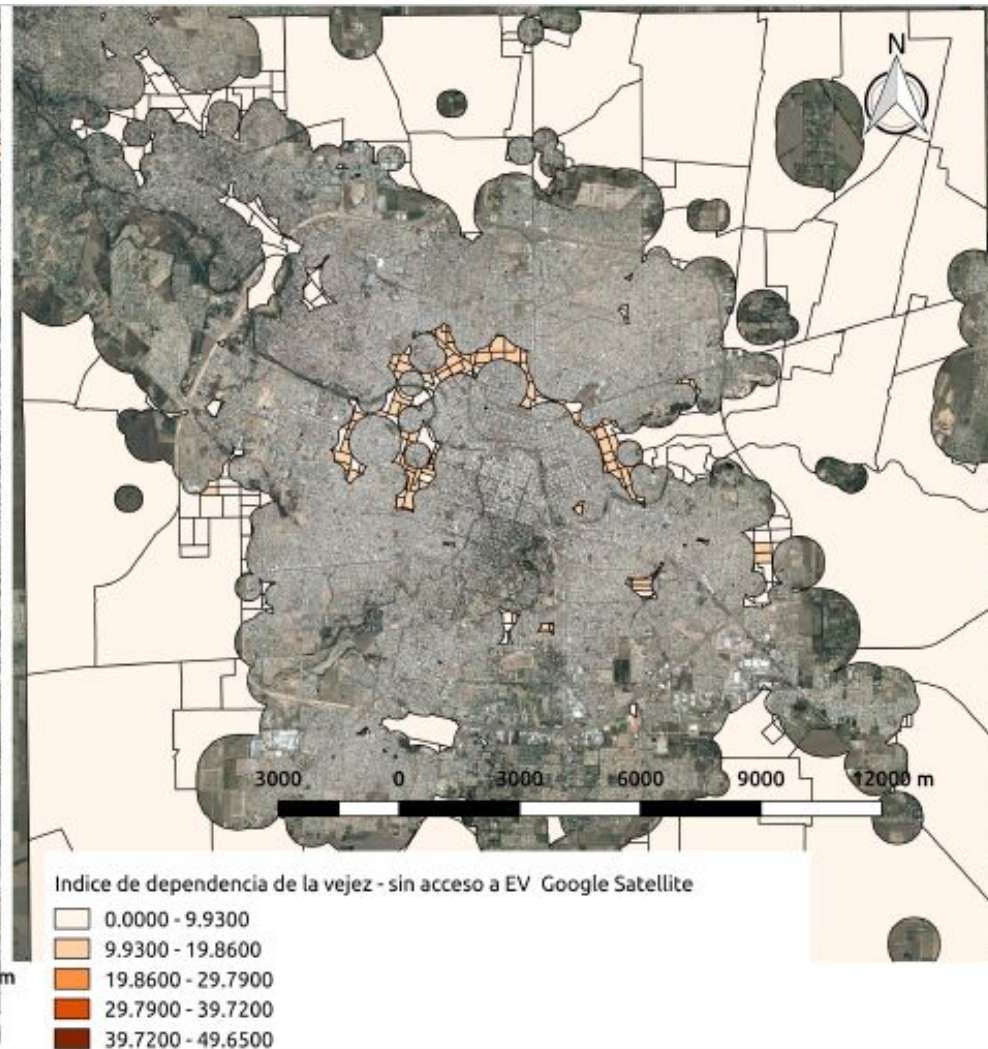 N
3000 0 3000 6000 9000 12000 m
Indice de dependencia de la vejez - sin acceso a EV Google Satellite
0.0000 - 9.9300
9.9300 - 19.8600
m
19.8600 - 29.7900
29.7900 - 39.7200
39.7200 - 49.6500